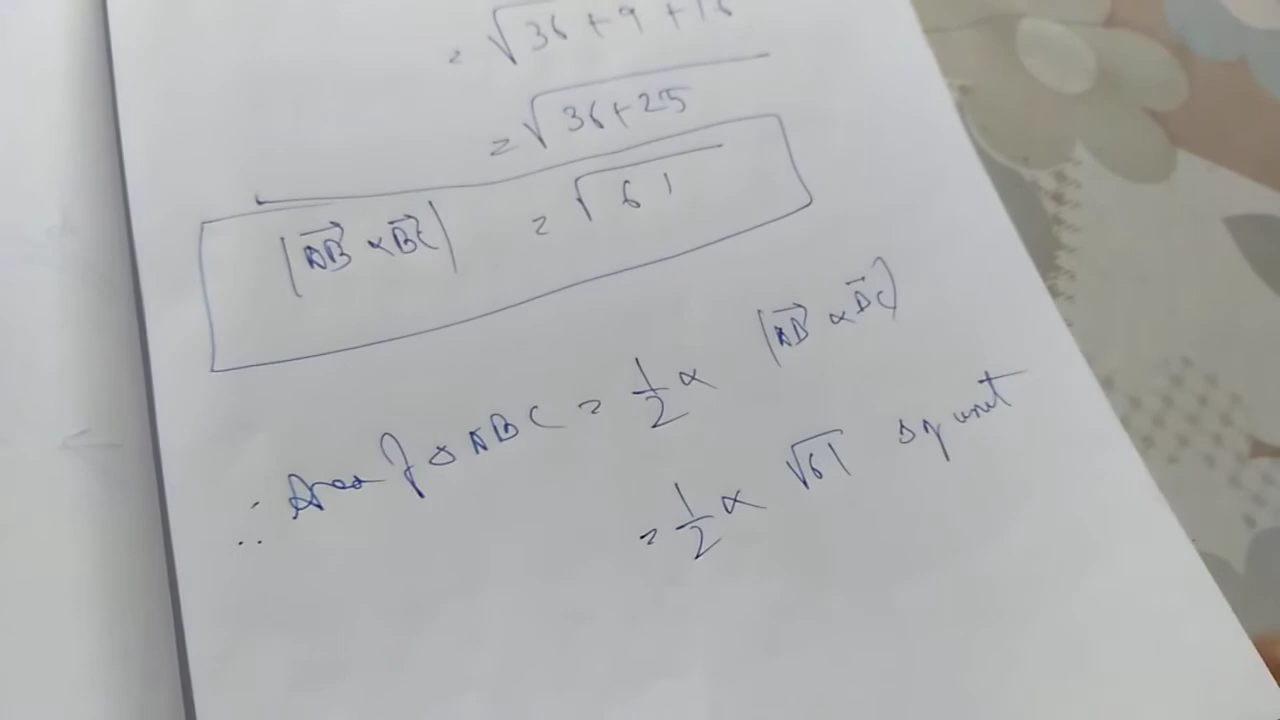 = √36 + 9 + 16
= √36 + 25
|AB × BC| = √61
∴ Area of △ ABC = 1/2 × |AB × BC|
= 1/2 × √61 sq unit